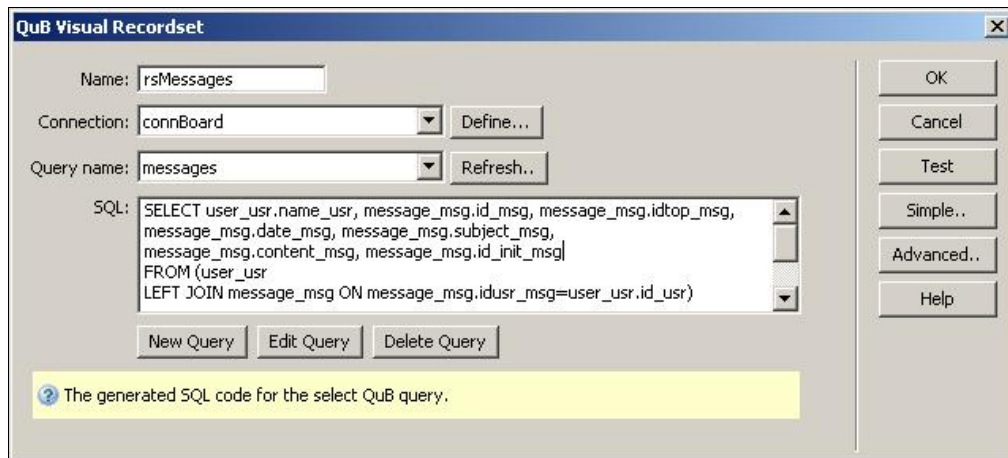 QuB Visual Recordset
Name: rsMessages
OK
Connection: connBoard Define...
Cancel
Query name: messages Refresh..
Test
SQL: SELECT user_usr.name_usr, message_msg.id_msg, message_msg.idtop_msg,
message_msg.date_msg, message_msg.subject_msg,
message_msg.content_msg, message_msg.id_init_msg
FROM (user_usr
LEFT JOIN message_msg ON message_msg.idusr_msg=user_usr.id_usr)
Simple..
Advanced..
Help
New Query Edit Query Delete Query
The generated SQL code for the select QuB query.